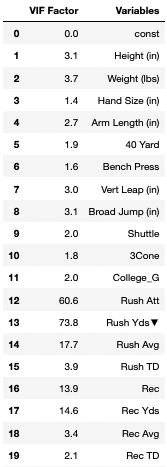 VIF Factor Variables
0 0.0 const
1 3.1 Height (in)
2 3.7 Weight (lbs)
3 1.4 Hand Size (in)
4 2.7 Arm Length (in)
5 1.9 40 Yard
6 1.6 Bench Press
7 3.0 Vert Leap (in)
8 3.1 Broad Jump (in)
9 2.0 Shuttle
10 1.8 3Cone
11 2.0 College_G
12 60.6 Rush Att
13 73.8 Rush Yds▼
14 17.7 Rush Avg
15 3.9 Rush TD
16 13.9 Rec
17 14.6 Rec Yds
18 3.4 Rec Avg
19 2.1 Rec TD